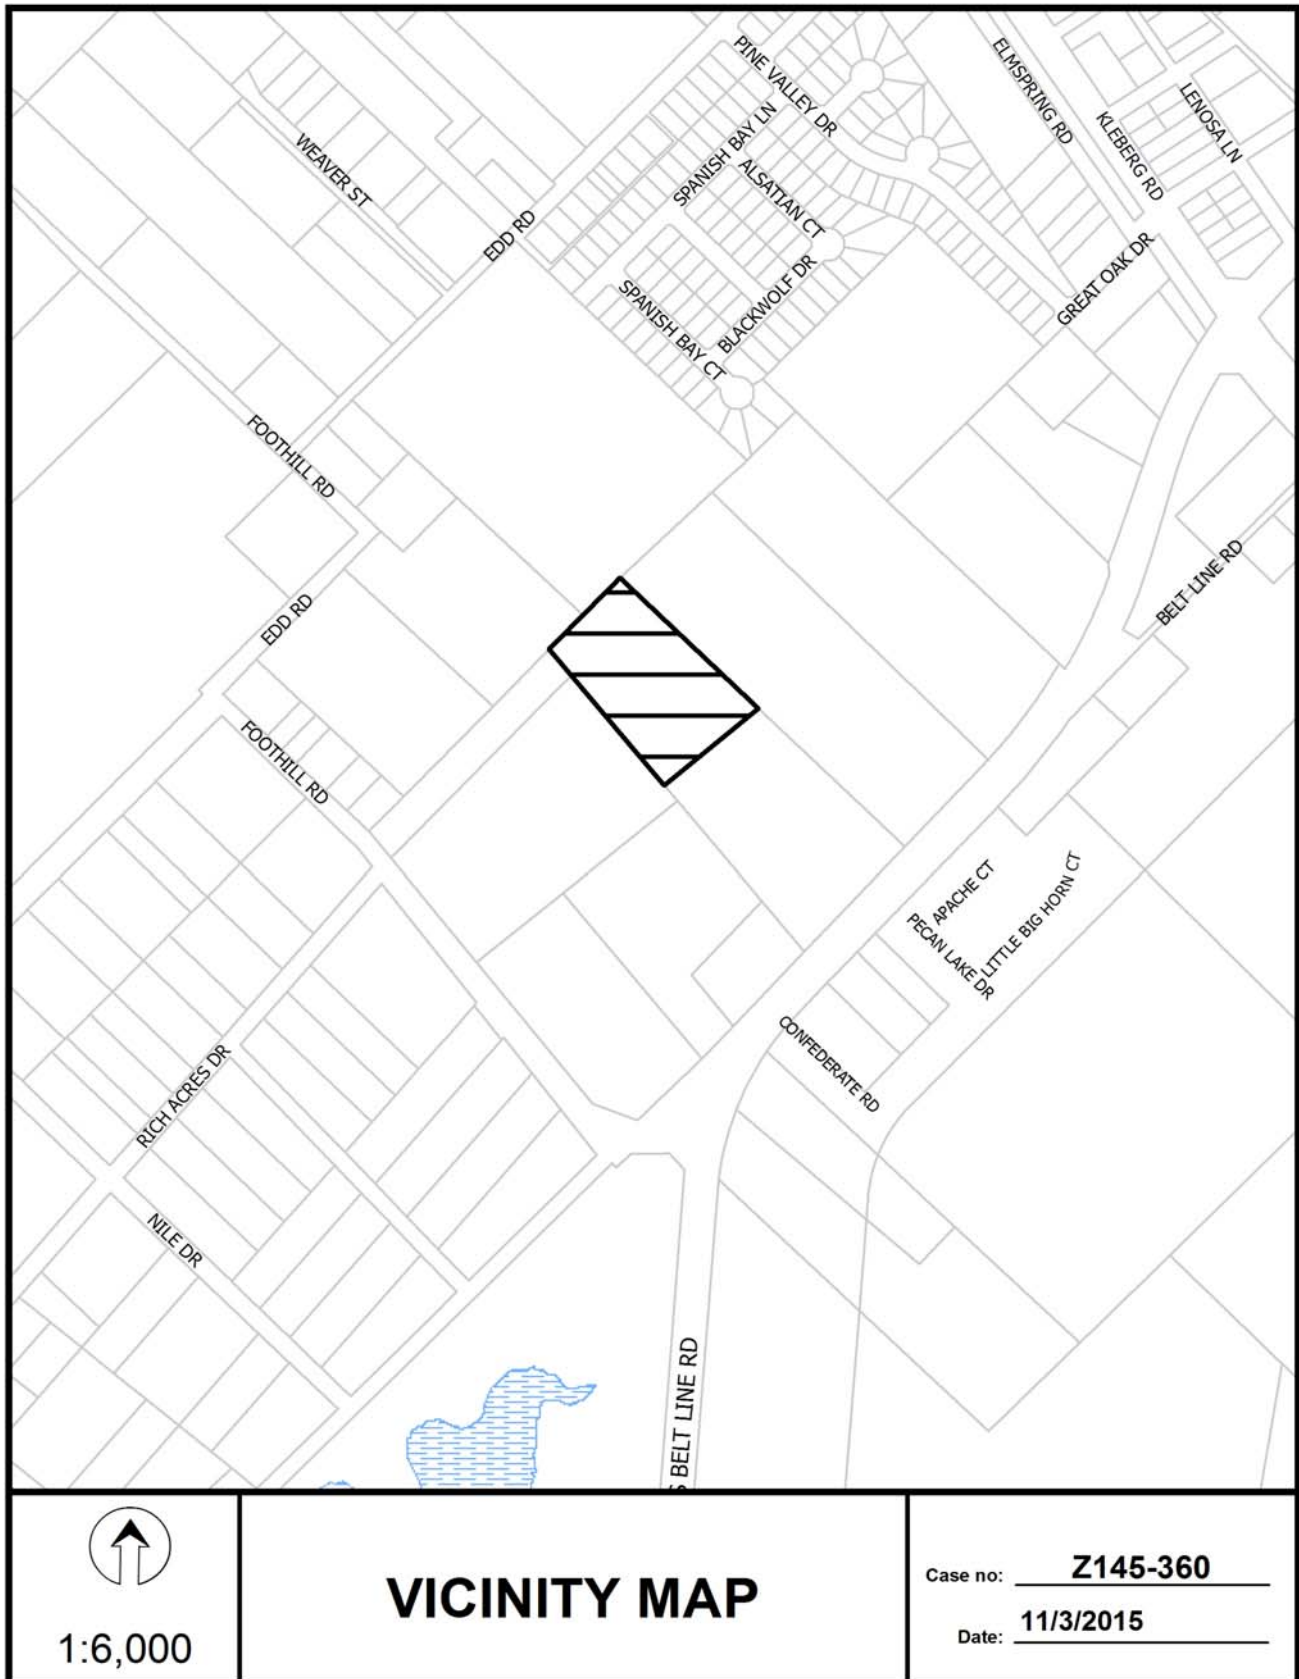 PINE VALLEY DR
ELMSPRING RD
KLEBERG RD
LENOSA LN
WEAVER ST
SPANISH BAY LN
ALSATIAN CT
EDD RD
GREAT OAK DR
BLACKWOLF DR
SPANISH BAY CT
FOOTHILL RD
BELT LINE RD
EDD RD
FOOTHILL RD
APACHE CT
LITTLE BIG HORN CT
PECAN LAKE DR
CONFEDERATE RD
RICH ACRES DR
NILE DR
S BELT LINE RD
1:6,000
VICINITY MAP
Case no: Z145-360
Date: 11/3/2015